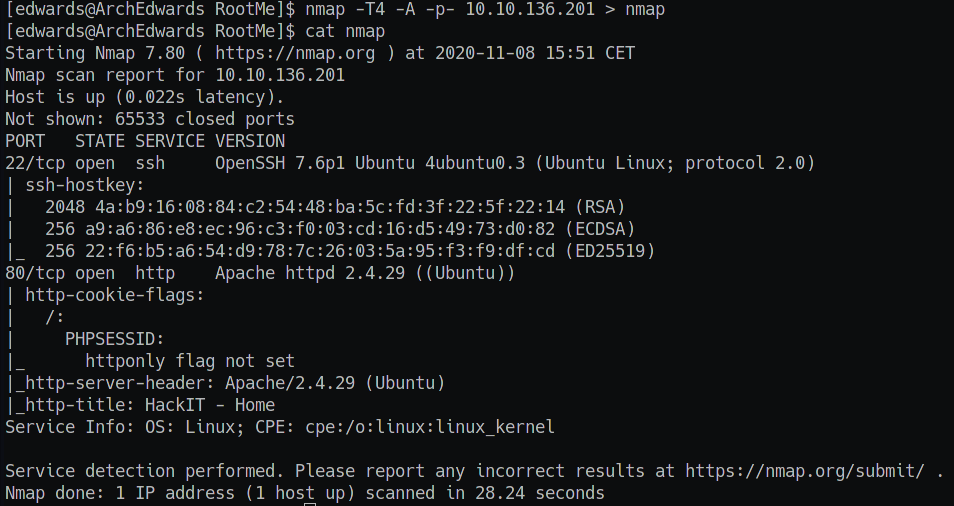 [edwards@ArchEdwards RootMe]$ nmap -T4 -A -p- 10.10.136.201 > nmap
[edwards@ArchEdwards RootMe]$ cat nmap
Starting Nmap 7.80 ( https://nmap.org ) at 2020-11-08 15:51 CET
Nmap scan report for 10.10.136.201
Host is up (0.022s latency).
Not shown: 65533 closed ports
PORT   STATE SERVICE VERSION
22/tcp open  ssh     OpenSSH 7.6p1 Ubuntu 4ubuntu0.3 (Ubuntu Linux; protocol 2.0)
| ssh-hostkey:
|   2048 4a:b9:16:08:84:c2:54:48:ba:5c:fd:3f:22:5f:22:14 (RSA)
|   256 a9:a6:86:e8:ec:96:c3:f0:03:cd:16:d5:49:73:d0:82 (ECDSA)
|_  256 22:f6:b5:a6:54:d9:78:7c:26:03:5a:95:f3:f9:df:cd (ED25519)
80/tcp open  http    Apache httpd 2.4.29 ((Ubuntu))
| http-cookie-flags:
|   /:
|     PHPSESSID:
|_      httponly flag not set
|_http-server-header: Apache/2.4.29 (Ubuntu)
|_http-title: HackIT - Home
Service Info: OS: Linux; CPE: cpe:/o:linux:linux_kernel

Service detection performed. Please report any incorrect results at https://nmap.org/submit/ .
Nmap done: 1 IP address (1 host up) scanned in 28.24 seconds